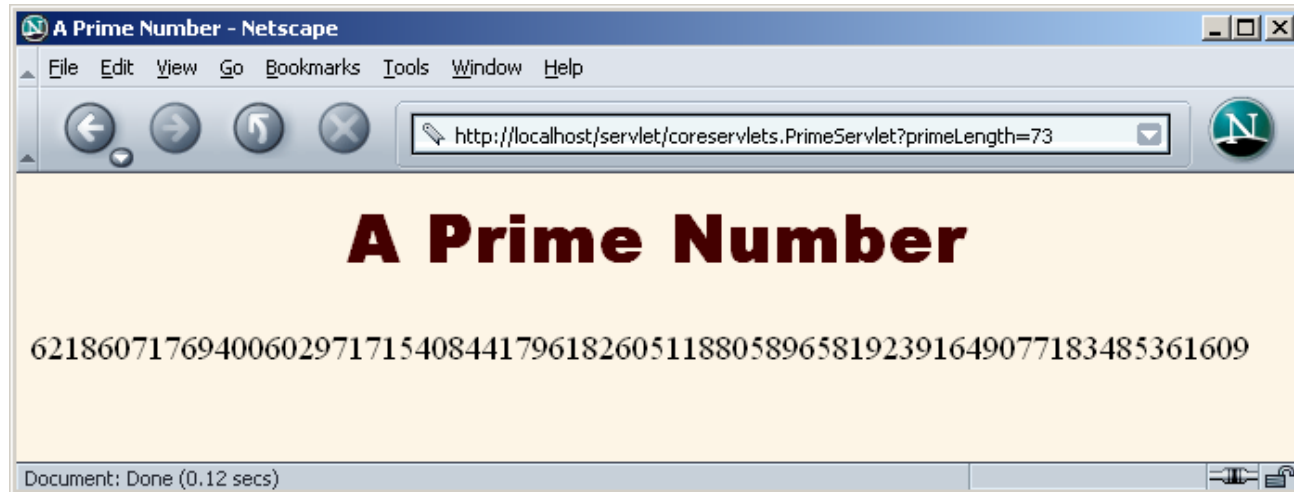 A Prime Number - Netscape
File Edit View Go Bookmarks Tools Window Help
http://localhost/servlet/coreservlets.PrimeServlet?primeLength=73
N
A Prime Number
6218607176940060297171540844179618260511880589658192391649077183485361609
Document: Done (0.12 secs)